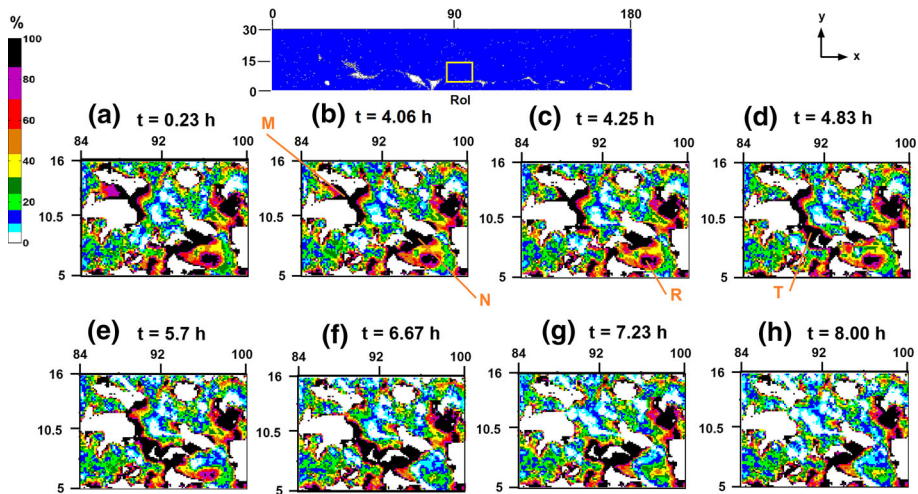 %
100
80
60
40
20
10
0
0 90 180
30
15
0
RoI
y
x
(a) t = 0.23 h
84 92 100
16
10.5
5
(b) t = 4.06 h
M
84 92 100
16
10.5
5
N
(c) t = 4.25 h
84 92 100
16
10.5
5
R
(d) t = 4.83 h
84 92 100
16
10.5
5
T
(e) t = 5.7 h
84 92 100
16
10.5
5
(f) t = 6.67 h
84 92 100
16
10.5
5
(g) t = 7.23 h
84 92 100
16
10.5
5
(h) t = 8.00 h
84 92 100
16
10.5
5